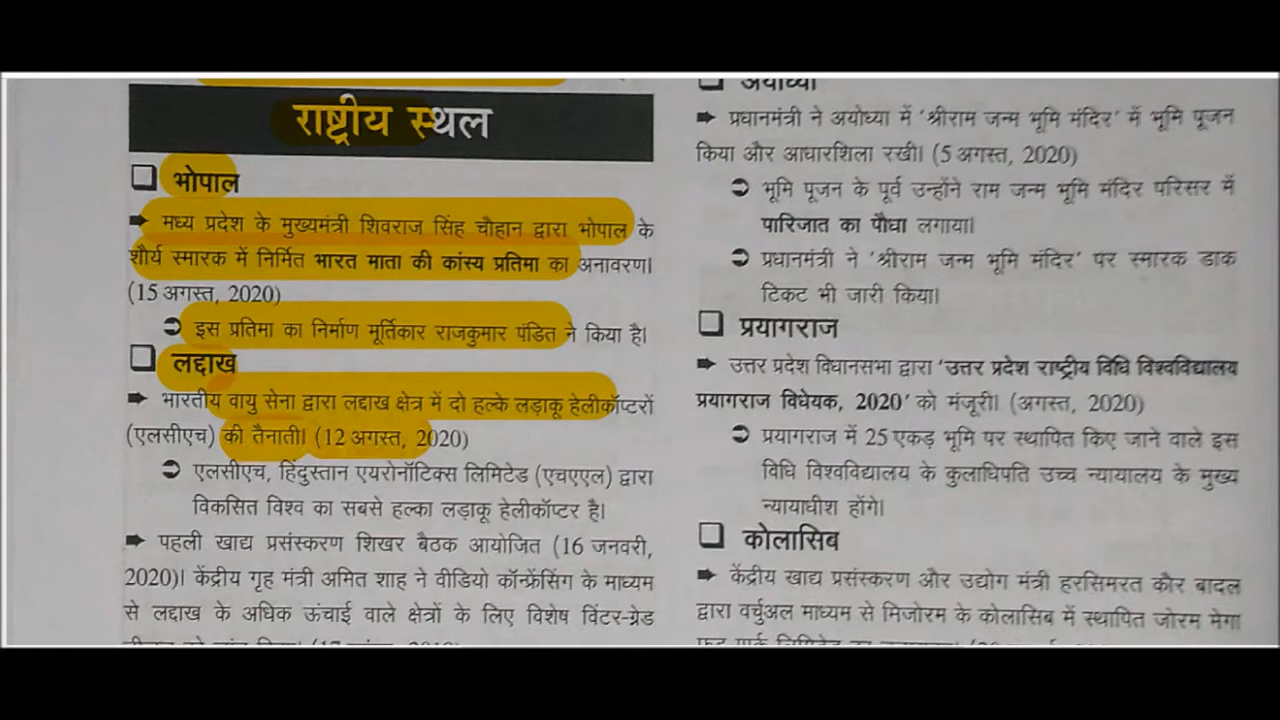 राष्ट्रीय स्थल
❑ भोपाल
➡ मध्य प्रदेश के मुख्यमंत्री शिवराज सिंह चौहान द्वारा भोपाल के
शौर्य स्मारक में निर्मित भारत माता की कांस्य प्रतिमा का अनावरण।
(15 अगस्त, 2020)
➲ इस प्रतिमा का निर्माण मूर्तिकार राजकुमार पंडित ने किया है।
❑ लद्दाख
➡ भारतीय वायु सेना द्वारा लद्दाख क्षेत्र में दो हल्के लड़ाकू हेलीकॉप्टरों
(एलसीएच) की तैनाती। (12 अगस्त, 2020)
➲ एलसीएच, हिंदुस्तान एयरोनॉटिक्स लिमिटेड (एचएएल) द्वारा
विकसित विश्व का सबसे हल्का लड़ाकू हेलीकॉप्टर है।
➡ पहली खाद्य प्रसंस्करण शिखर बैठक आयोजित (16 जनवरी,
2020)। केंद्रीय गृह मंत्री अमित शाह ने वीडियो कॉन्फ्रेंसिंग के माध्यम
से लद्दाख के अधिक ऊंचाई वाले क्षेत्रों के लिए विशेष विंटर-ग्रेड
❑ अयोध्या
➡ प्रधानमंत्री ने अयोध्या में ‘श्रीराम जन्म भूमि मंदिर’ में भूमि पूजन
किया और आधारशिला रखी। (5 अगस्त, 2020)
➲ भूमि पूजन के पूर्व उन्होंने राम जन्म भूमि मंदिर परिसर में
पारिजात का पौधा लगाया।
➲ प्रधानमंत्री ने ‘श्रीराम जन्म भूमि मंदिर’ पर स्मारक डाक
टिकट भी जारी किया।
❑ प्रयागराज
➡ उत्तर प्रदेश विधानसभा द्वारा ‘उत्तर प्रदेश राष्ट्रीय विधि विश्वविद्यालय
प्रयागराज विधेयक, 2020’ को मंजूरी। (अगस्त, 2020)
➲ प्रयागराज में 25 एकड़ भूमि पर स्थापित किए जाने वाले इस
विधि विश्वविद्यालय के कुलाधिपति उच्च न्यायालय के मुख्य
न्यायाधीश होंगे।
❑ कोलासिब
➡ केंद्रीय खाद्य प्रसंस्करण और उद्योग मंत्री हरसिमरत कौर बादल
द्वारा वर्चुअल माध्यम से मिजोरम के कोलासिब में स्थापित जोरम मेगा